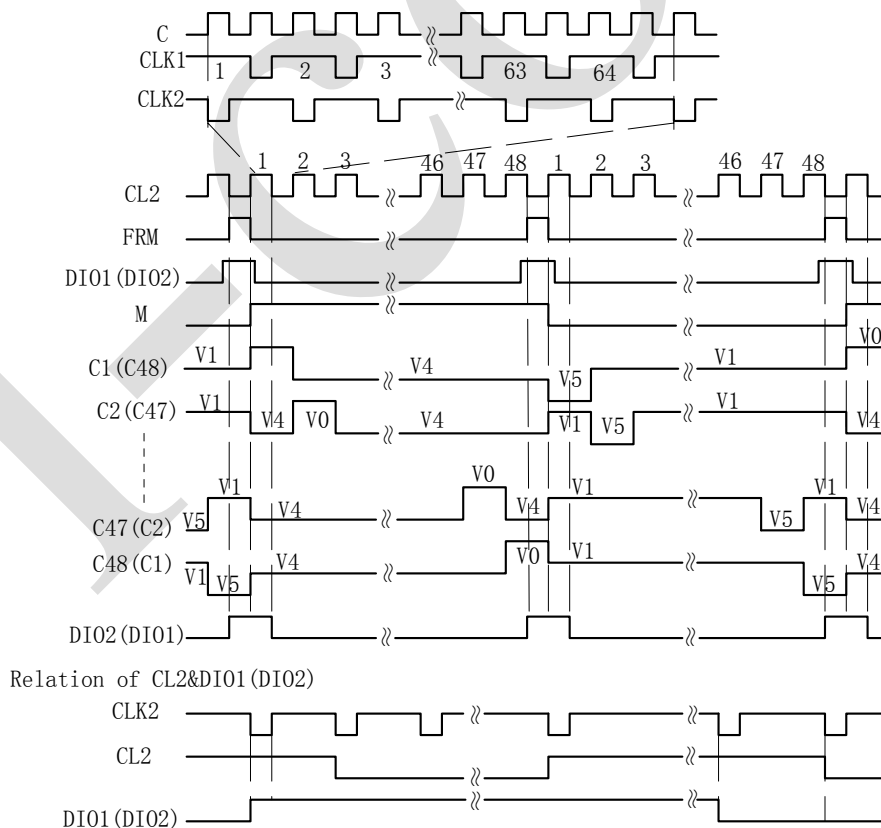 C
CLK1 1 2 3 63 64
CLK2
1 2 3 46 47 48 1 2 3 46 47 48
CL2
FRM
DIO1(DIO2)
M
V0
C1(C48) V1 V4 V5 V1
C2(C47) V1 V4 V0 V4 V1 V5 V1 V4
V0
V1 V1 V1
C47(C2) V5 V4 V4 V5 V4
C48(C1) V1 V5 V4 V0 V1 V5 V4
DIO2(DIO1)
Relation of CL2&DIO1(DIO2)
CLK2
CL2
DIO1(DIO2)